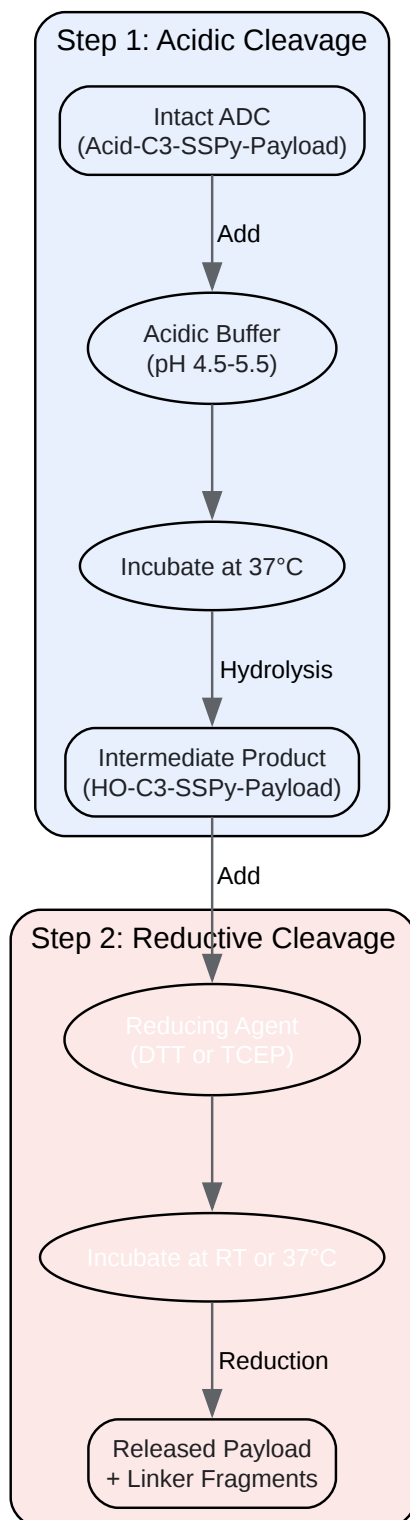 Step 1: Acidic Cleavage
Intact ADC
(Acid-C3-SSPy-Payload)
Add
Acidic Buffer
(pH 4.5-5.5)
Incubate at 37°C
Hydrolysis
Intermediate Product
(HO-C3-SSPy-Payload)
Add
Step 2: Reductive Cleavage
Reducing Agent
(DTT or TCEP)
Incubate at RT or 37°C
Reduction
Released Payload
+ Linker Fragments